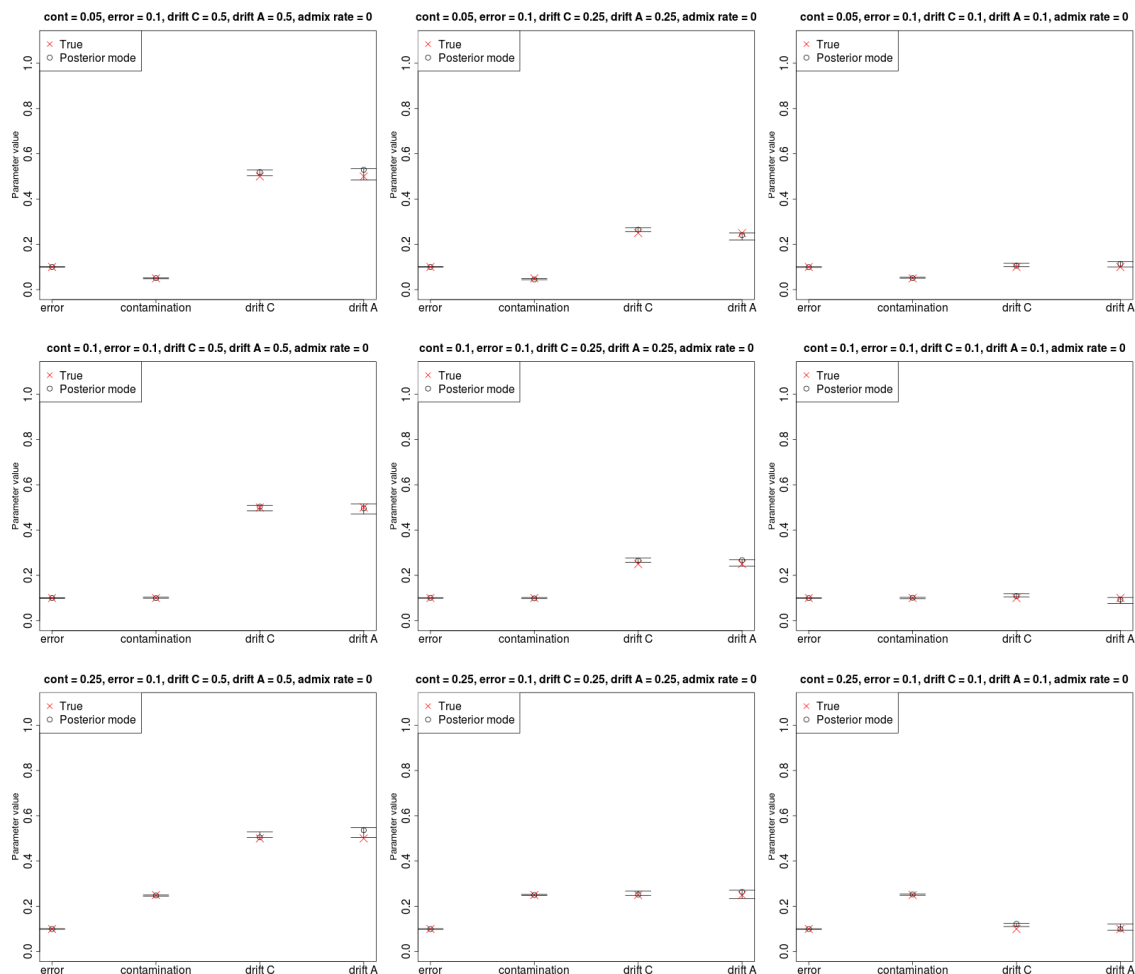 cont = 0.05, error = 0.1, drift C = 0.5, drift A = 0.5, admix rate = 0
True
Posterior mode
Parameter value
0.0 0.2 0.4 0.6 0.8 1.0
error contamination drift C drift A
cont = 0.05, error = 0.1, drift C = 0.25, drift A = 0.25, admix rate = 0
True
Posterior mode
Parameter value
0.0 0.2 0.4 0.6 0.8 1.0
error contamination drift C drift A
cont = 0.05, error = 0.1, drift C = 0.1, drift A = 0.1, admix rate = 0
True
Posterior mode
Parameter value
0.0 0.2 0.4 0.6 0.8 1.0
error contamination drift C drift A
cont = 0.1, error = 0.1, drift C = 0.5, drift A = 0.5, admix rate = 0
True
Posterior mode
Parameter value
0.0 0.2 0.4 0.6 0.8 1.0
error contamination drift C drift A
cont = 0.1, error = 0.1, drift C = 0.25, drift A = 0.25, admix rate = 0
True
Posterior mode
Parameter value
0.0 0.2 0.4 0.6 0.8 1.0
error contamination drift C drift A
cont = 0.1, error = 0.1, drift C = 0.1, drift A = 0.1, admix rate = 0
True
Posterior mode
Parameter value
0.0 0.2 0.4 0.6 0.8 1.0
error contamination drift C drift A
cont = 0.25, error = 0.1, drift C = 0.5, drift A = 0.5, admix rate = 0
True
Posterior mode
Parameter value
0.0 0.2 0.4 0.6 0.8 1.0
error contamination drift C drift A
cont = 0.25, error = 0.1, drift C = 0.25, drift A = 0.25, admix rate = 0
True
Posterior mode
Parameter value
0.0 0.2 0.4 0.6 0.8 1.0
error contamination drift C drift A
cont = 0.25, error = 0.1, drift C = 0.1, drift A = 0.1, admix rate = 0
True
Posterior mode
Parameter value
0.0 0.2 0.4 0.6 0.8 1.0
error contamination drift C drift A